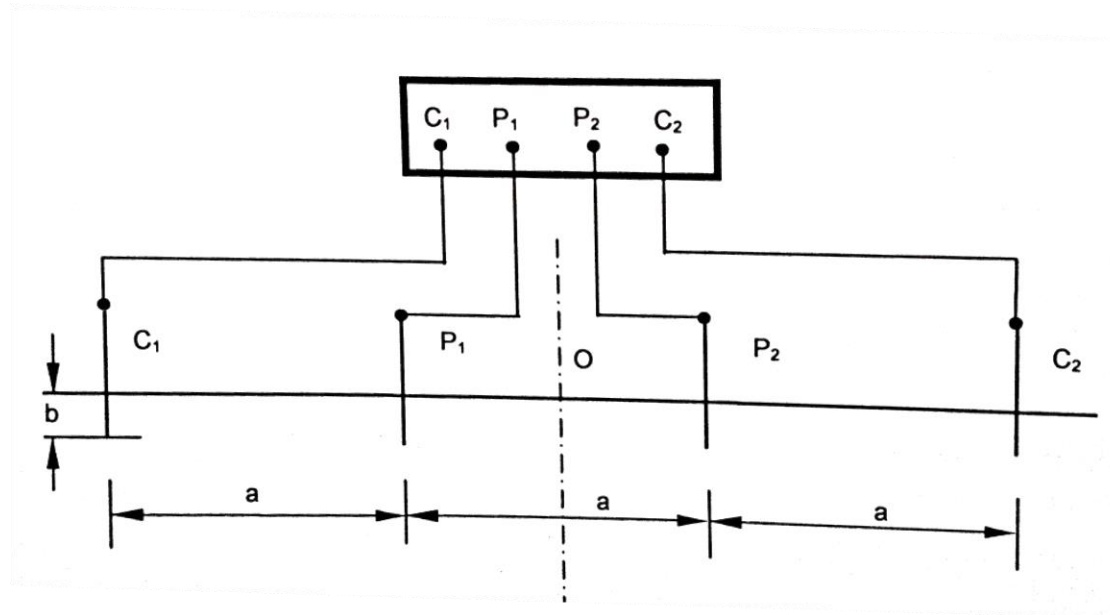 C₁ P₁ P₂ C₂
C₁ P₁ O P₂ C₂
b
a a a